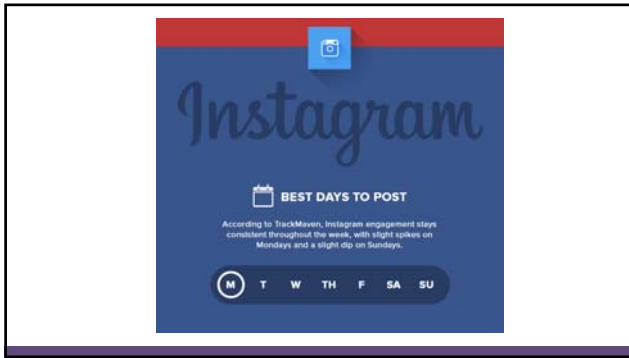 Instagram
BEST DAYS TO POST
According to TrackMaven, Instagram engagement stays
consistent throughout the week, with slight spikes on
Mondays and a slight dip on Sundays.
M T W TH F SA SU